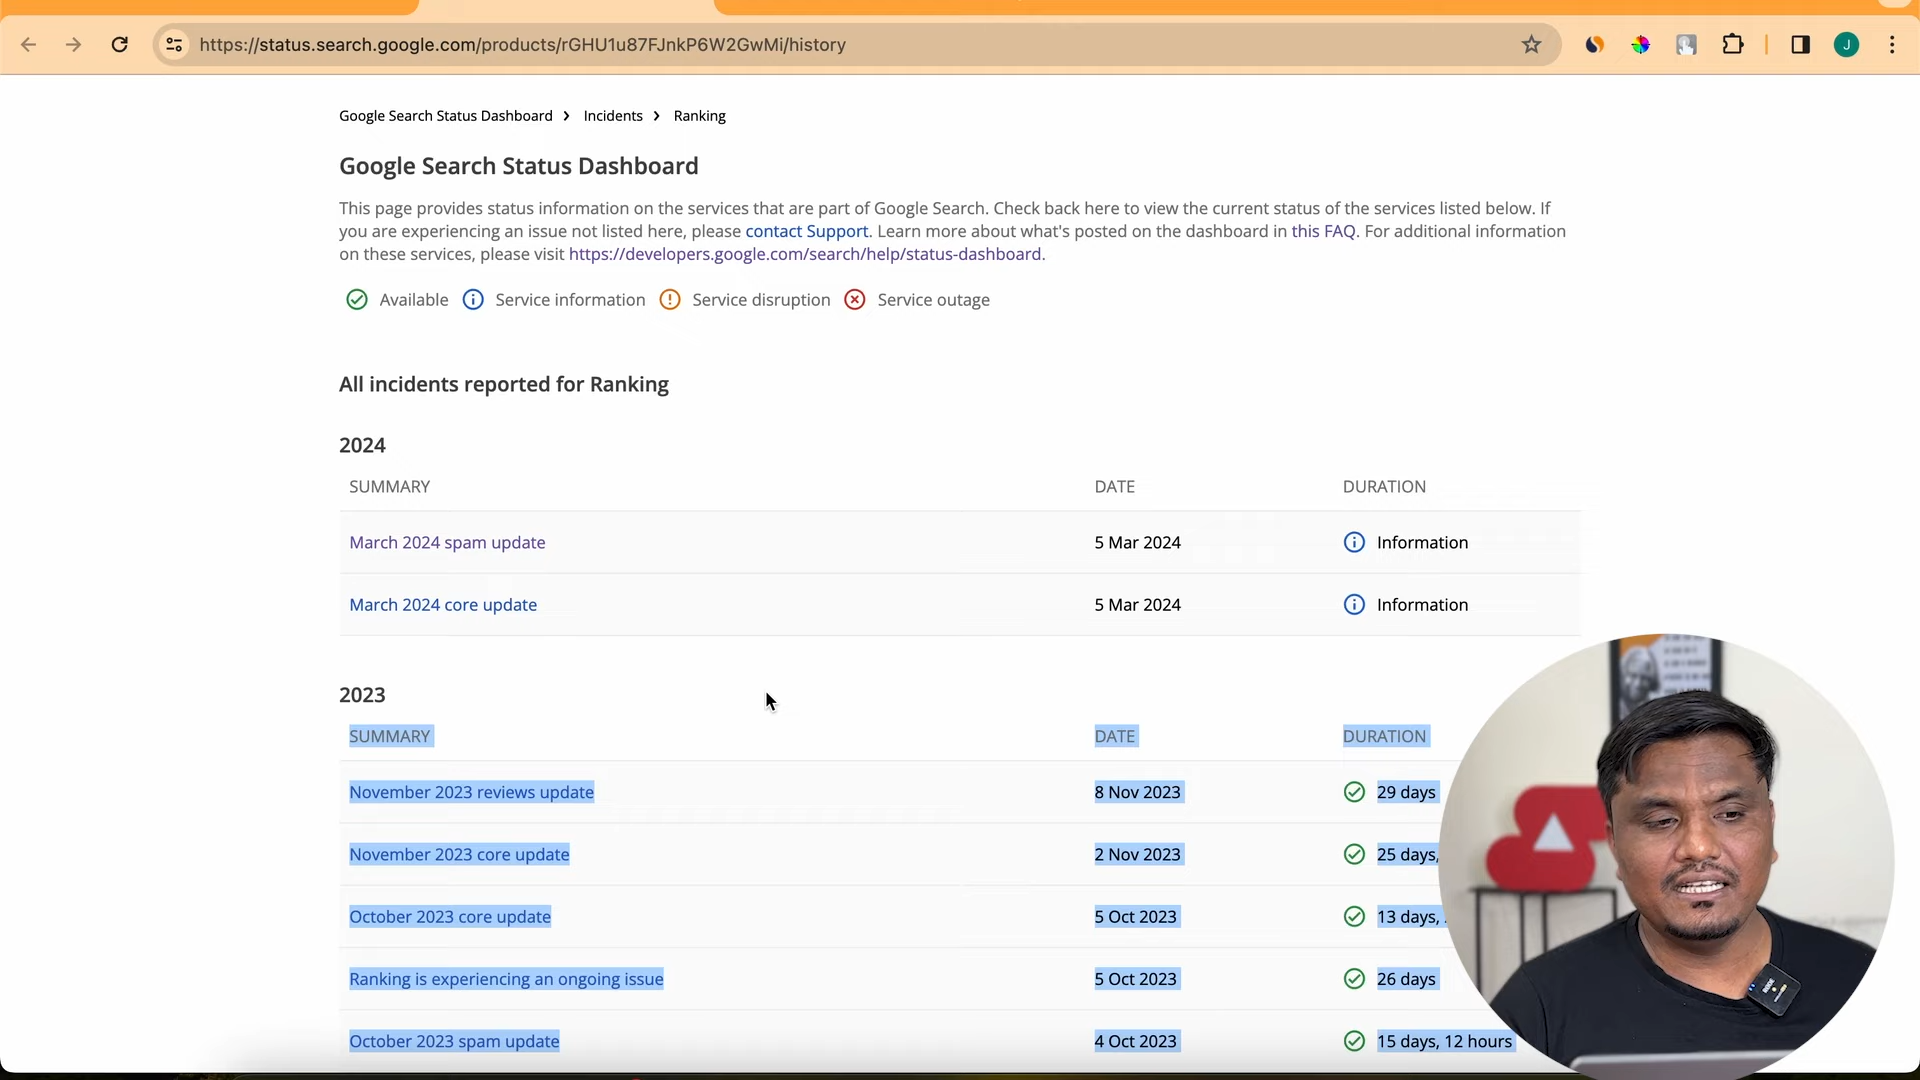 https://status.search.google.com/products/rGHU1u87FJnkP6W2GwMi/history
J
Google Search Status Dashboard > Incidents > Ranking
Google Search Status Dashboard
This page provides status information on the services that are part of Google Search. Check back here to view the current status of the services listed below. If
you are experiencing an issue not listed here, please contact Support. Learn more about what's posted on the dashboard in this FAQ. For additional information
on these services, please visit https://developers.google.com/search/help/status-dashboard.
Available Service information Service disruption Service outage
All incidents reported for Ranking
2024
SUMMARY DATE DURATION
March 2024 spam update 5 Mar 2024 Information
March 2024 core update 5 Mar 2024 Information
2023
SUMMARY DATE DURATION
November 2023 reviews update 8 Nov 2023 29 days
November 2023 core update 2 Nov 2023 25 days,
October 2023 core update 5 Oct 2023 13 days,
Ranking is experiencing an ongoing issue 5 Oct 2023 26 days
October 2023 spam update 4 Oct 2023 15 days, 12 hours